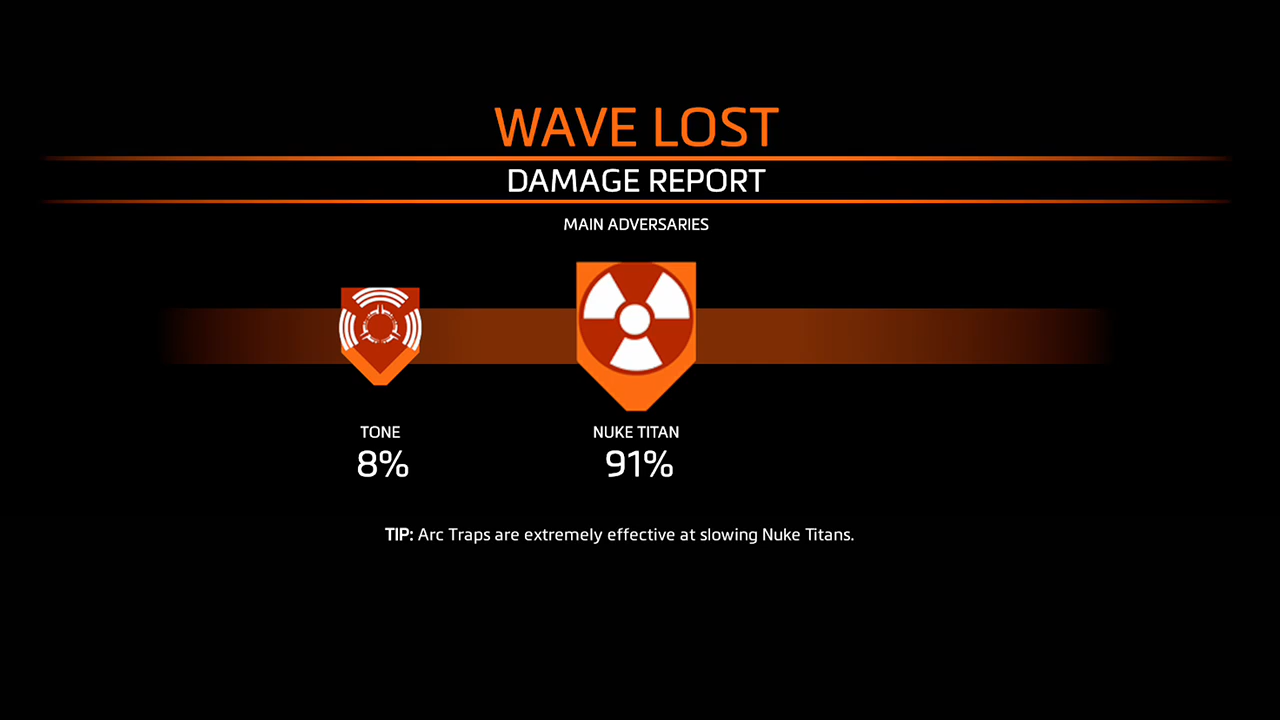 WAVE LOST
DAMAGE REPORT
MAIN ADVERSARIES
TONE
8%
NUKE TITAN
91%
TIP: Arc Traps are extremely effective at slowing Nuke Titans.